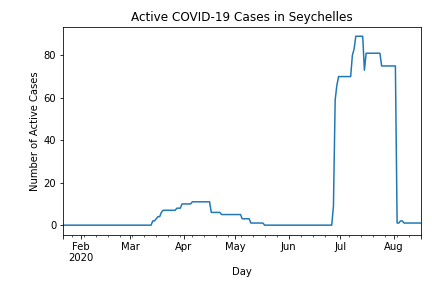 Active COVID-19 Cases in Seychelles
Number of Active Cases
80
60
40
20
0
Feb
2020
Mar
Apr
May
Jun
Jul
Aug
Day